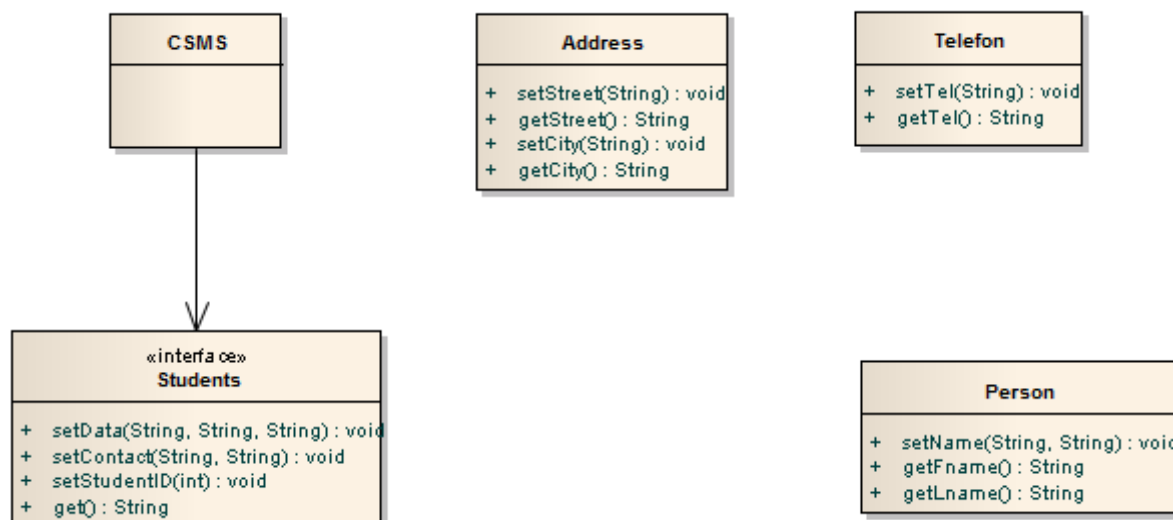 CSMS
Address
+ setStreet(String) : void
+ getStreet() : String
+ setCity(String) : void
+ getCity() : String
Telefon
+ setTel(String) : void
+ getTel() : String
«interface»
Students
+ setData(String, String, String) : void
+ setContact(String, String) : void
+ setStudentID(int) : void
+ get() : String
Person
+ setName(String, String) : void
+ getFname() : String
+ getLname() : String